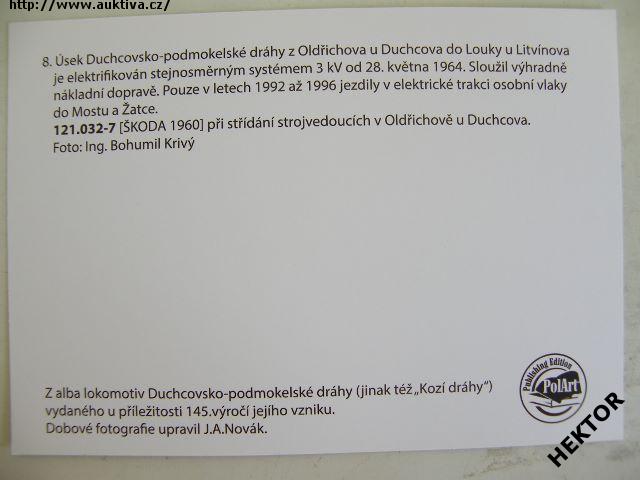 http://www.auktiva.cz/
8. Úsek Duchcovsko-podmokelské dráhy z Oldřichova u Duchcova do Louky u Litvínova
je elektrifikován stejnosměrným systémem 3 kV od 28. května 1964. Sloužil výhradně
nákladní dopravě. Pouze v letech 1992 až 1996 jezdily v elektrické trakci osobní vlaky
do Mostu a Žatce.
121.032-7 [ŠKODA 1960] při střídání strojvedoucích v Oldřichově u Duchcova.
Foto: Ing. Bohumil Krivý
Z alba lokomotiv Duchcovsko-podmokelské dráhy (jinak též „Kozí dráhy")
vydaného u příležitosti 145.výročí jejího vzniku.
Dobové fotografie upravil J.A.Novák.
Publishing Edition
PolArt
HEKTOR